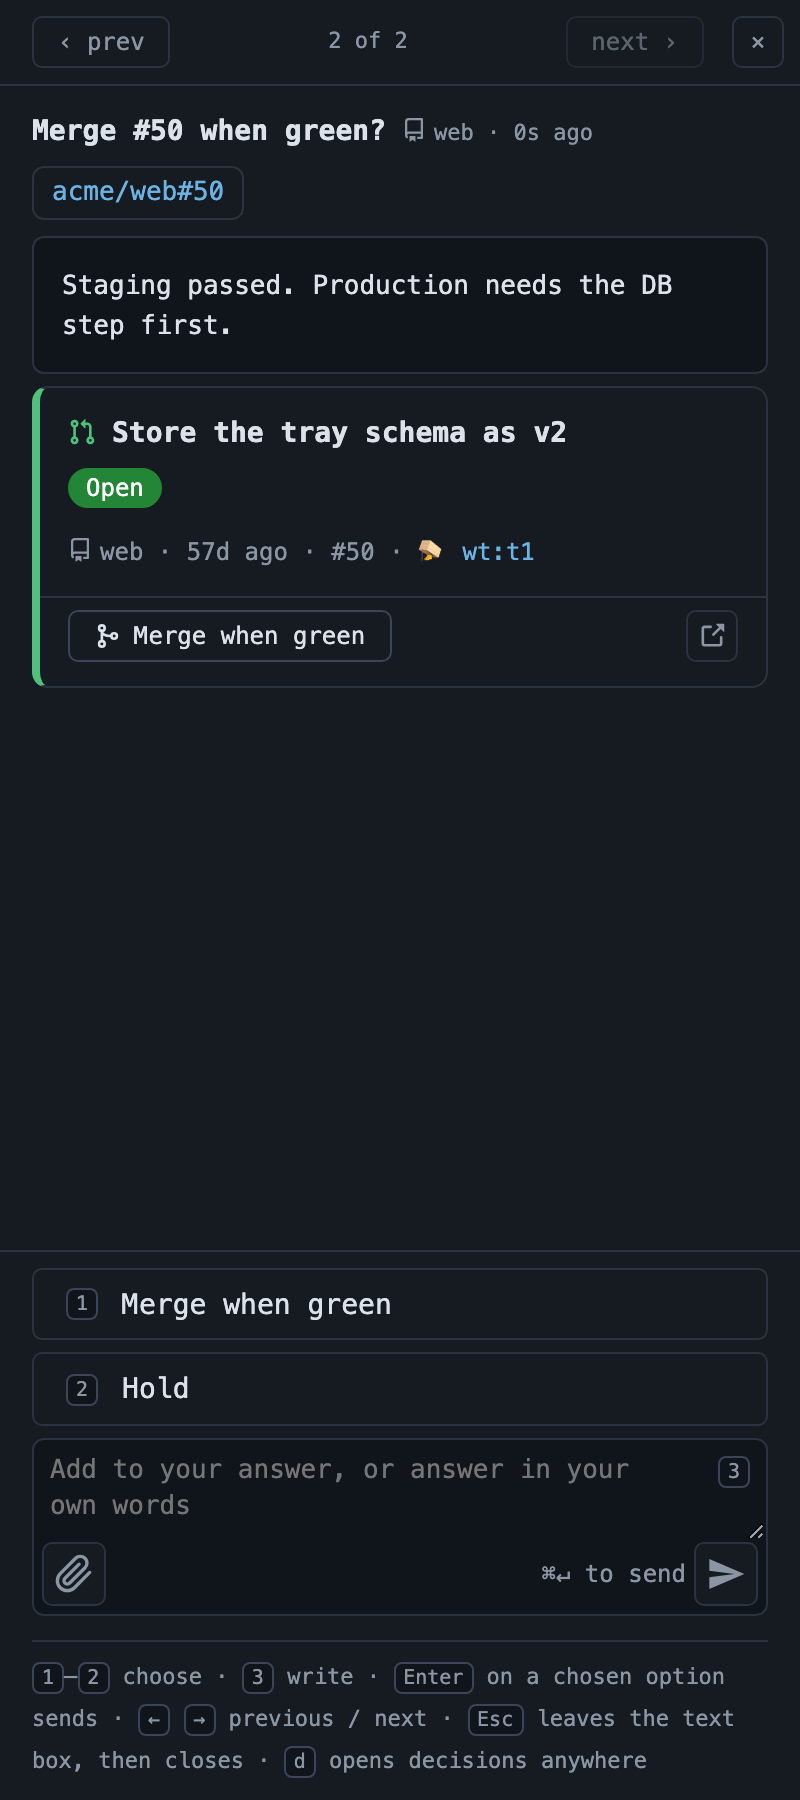 ‹ prev
2 of 2
next ›
×
Merge #50 when green? web · 0s ago
acme/web#50
Staging passed. Production needs the DB
step first.
Store the tray schema as v2
Open
web · 57d ago · #50 · wt:t1
Merge when green
1 Merge when green
2 Hold
Add to your answer, or answer in your 3
own words
⌘↵ to send
1–2 choose · 3 write · Enter on a chosen option
sends · ← → previous / next · Esc leaves the text
box, then closes · d opens decisions anywhere